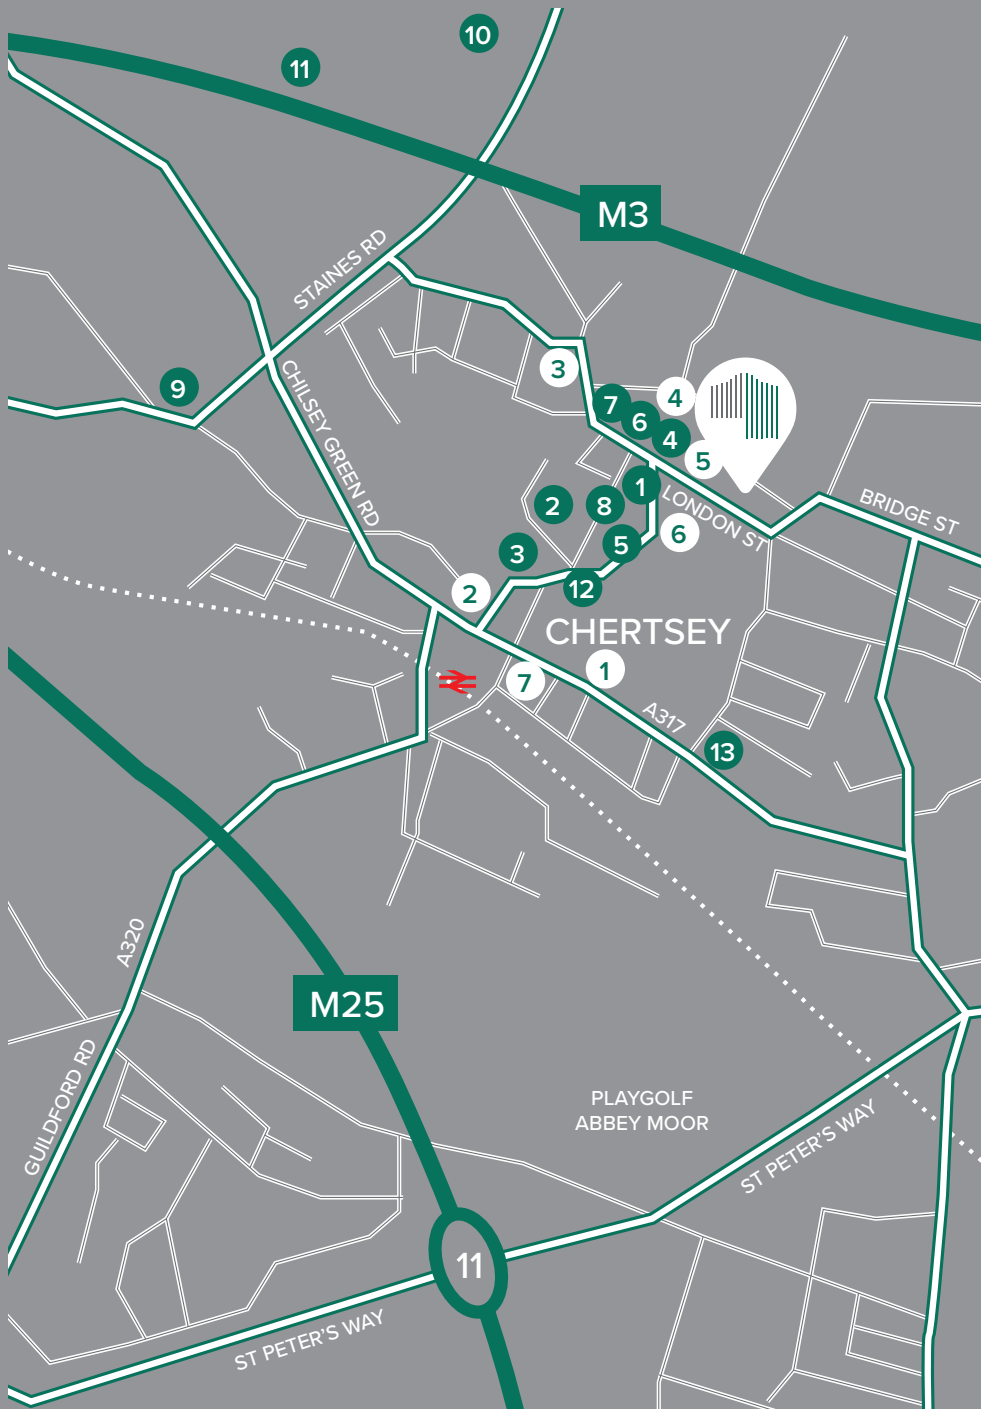 10
11
M3
STAINES RD
3
9
CHILSEY GREEN RD
7
4
6
4
5
1
LONDON ST
BRIDGE ST
2
8
6
5
3
12
2
CHERTSEY
1
7
A317
13
A320
M25
GUILDFORD RD
PLAYGOLF
ABBEY MOOR
ST PETER'S WAY
11
ST PETER'S WAY